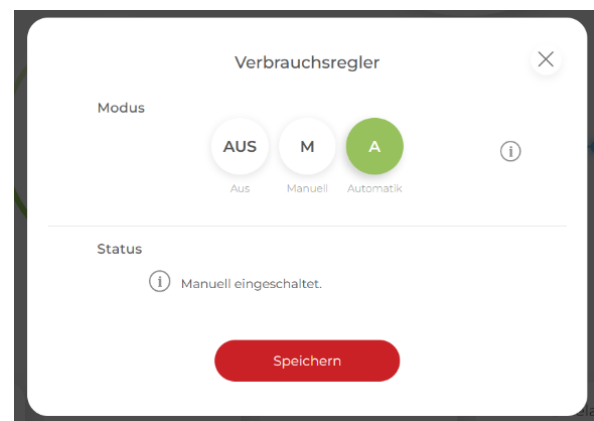 Verbrauchsregler
Modus
AUS M A
Aus Manuell Automatik
Status
Manuell eingeschaltet.
Speichern